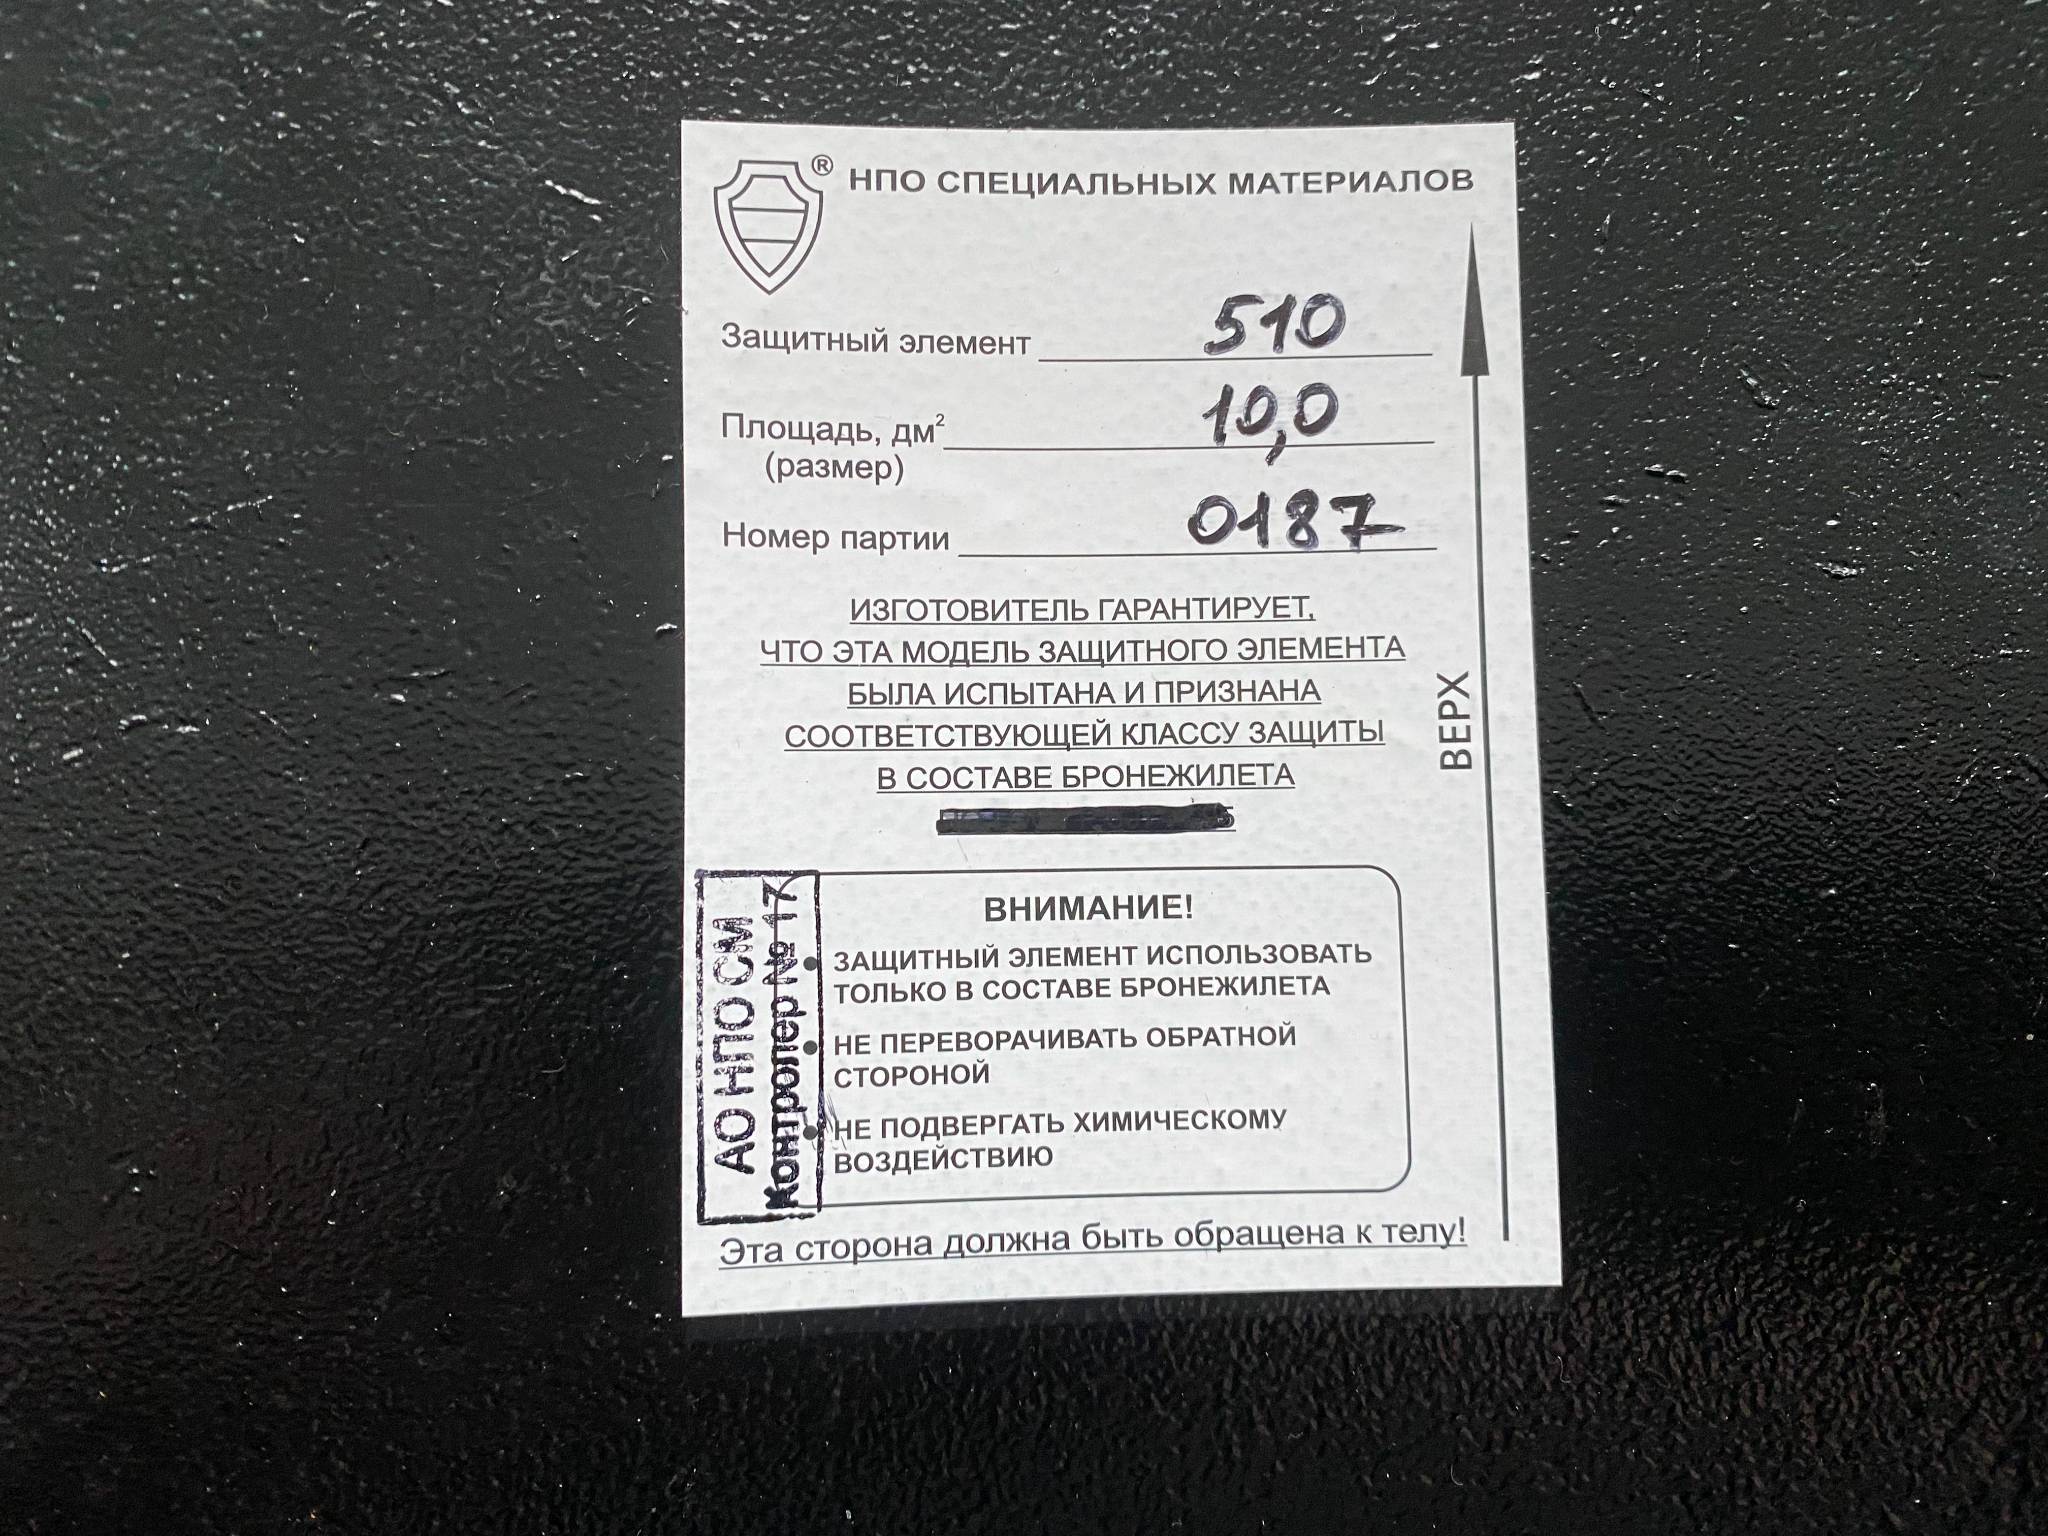 ® НПО СПЕЦИАЛЬНЫХ МАТЕРИАЛОВ
Защитный элемент 510
Площадь, дм² 10,0
(размер)
Номер партии 0187
ИЗГОТОВИТЕЛЬ ГАРАНТИРУЕТ,
ЧТО ЭТА МОДЕЛЬ ЗАЩИТНОГО ЭЛЕМЕНТА
БЫЛА ИСПЫТАНА И ПРИЗНАНА
СООТВЕТСТВУЮЩЕЙ КЛАССУ ЗАЩИТЫ
В СОСТАВЕ БРОНЕЖИЛЕТА
ВЕРХ
АО НПО СМ
Контролер № 17
ВНИМАНИЕ!
• ЗАЩИТНЫЙ ЭЛЕМЕНТ ИСПОЛЬЗОВАТЬ
ТОЛЬКО В СОСТАВЕ БРОНЕЖИЛЕТА
• НЕ ПЕРЕВОРАЧИВАТЬ ОБРАТНОЙ
СТОРОНОЙ
• НЕ ПОДВЕРГАТЬ ХИМИЧЕСКОМУ
ВОЗДЕЙСТВИЮ
Эта сторона должна быть обращена к телу!